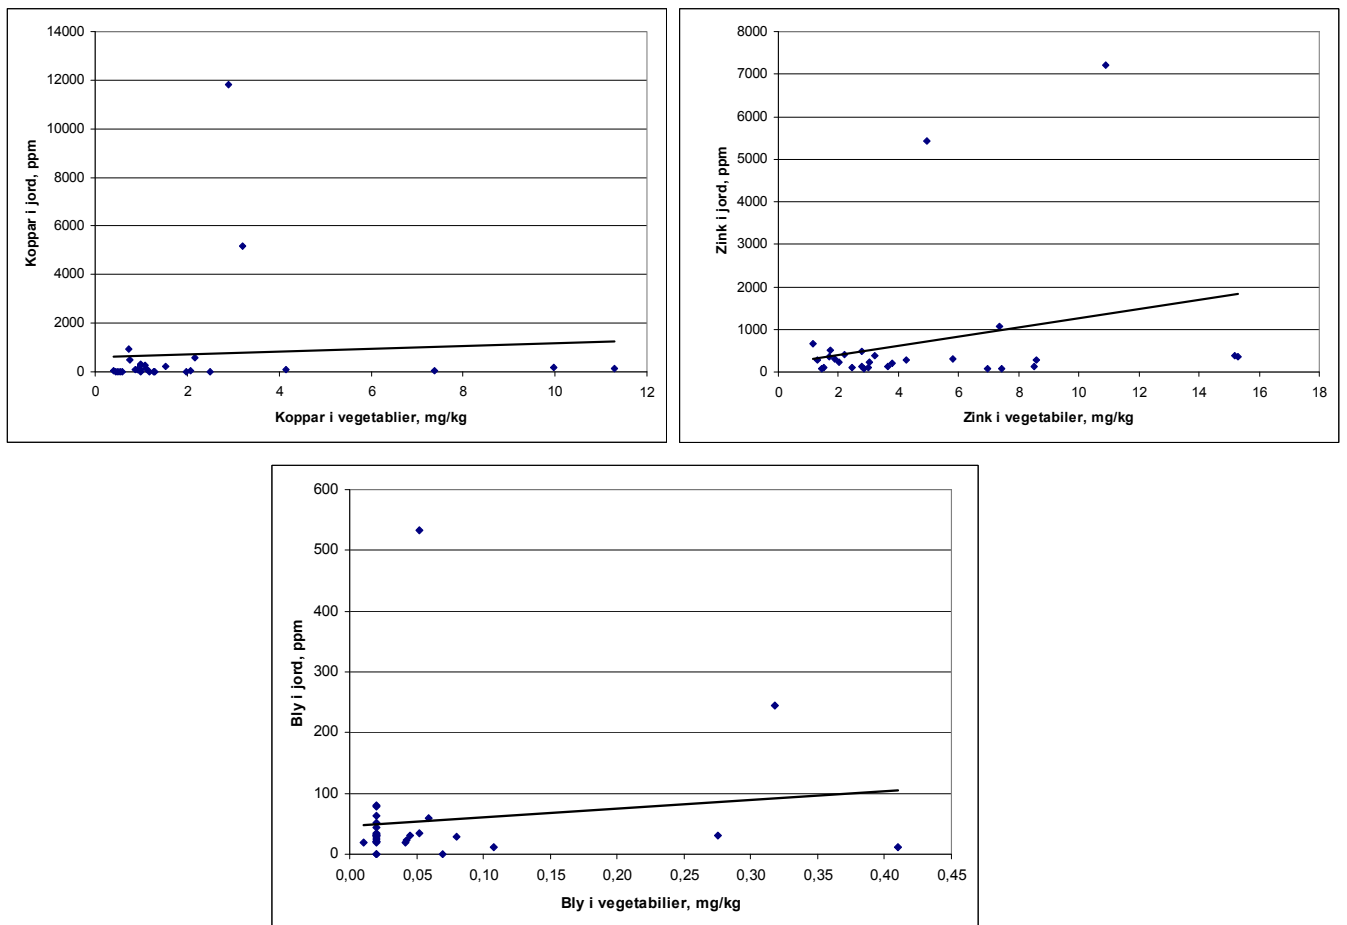 14000
12000
10000
8000
6000
4000
2000
0
Koppar i jord, ppm
0 2 4 6 8 10 12
Koppar i vegetablier, mg/kg
8000
7000
6000
5000
4000
3000
2000
1000
0
Zink i jord, ppm
0 2 4 6 8 10 12 14 16 18
Zink i vegetabiler, mg/kg
600
500
400
300
200
100
0
Bly i jord, ppm
0,00 0,05 0,10 0,15 0,20 0,25 0,30 0,35 0,40 0,45
Bly i vegetabilier, mg/kg